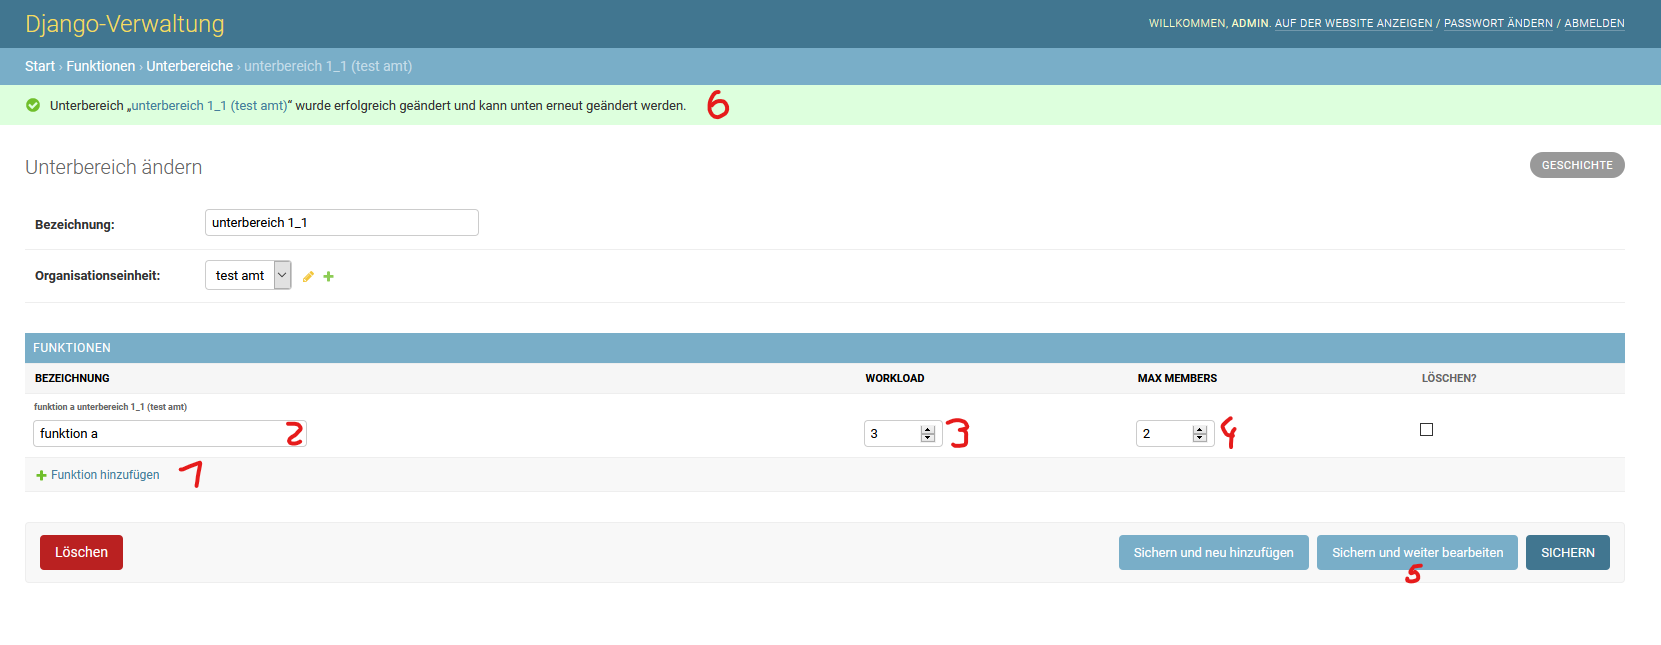 Django-Verwaltung
WILLKOMMEN, ADMIN. AUF DER WEBSITE ANZEIGEN / PASSWORT ÄNDERN / ABMELDEN
Start › Funktionen › Unterbereiche › unterbereich 1_1 (test amt)
Unterbereich „unterbereich 1_1 (test amt)“ wurde erfolgreich geändert und kann unten erneut geändert werden. 6
Unterbereich ändern
GESCHICHTE
Bezeichnung: unterbereich 1_1
Organisationseinheit: test amt
FUNKTIONEN
BEZEICHNUNG WORKLOAD MAX MEMBERS LÖSCHEN?
funktion a unterbereich 1_1 (test amt)
funktion a 2 3 3 2 4
Funktion hinzufügen 1
Löschen Sichern und neu hinzufügen Sichern und weiter bearbeiten SICHERN
5